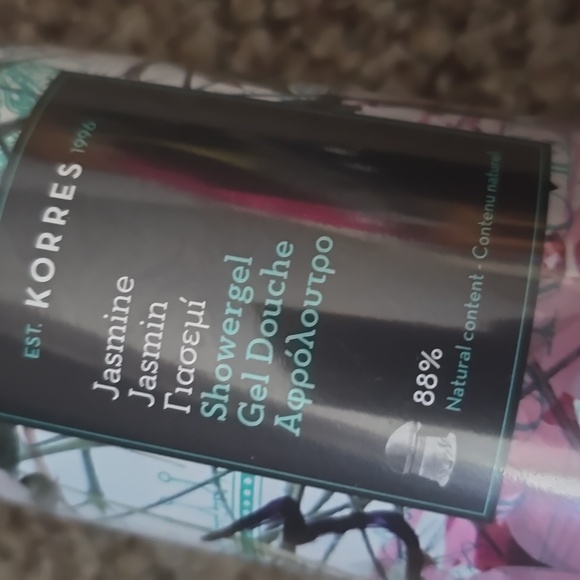 EST. KORRES 1996
Jasmine
Jasmin
Γιασεμί
Showergel
Gel Douche
Αφρόλουτρο
88%
Natural content - Contenu naturel